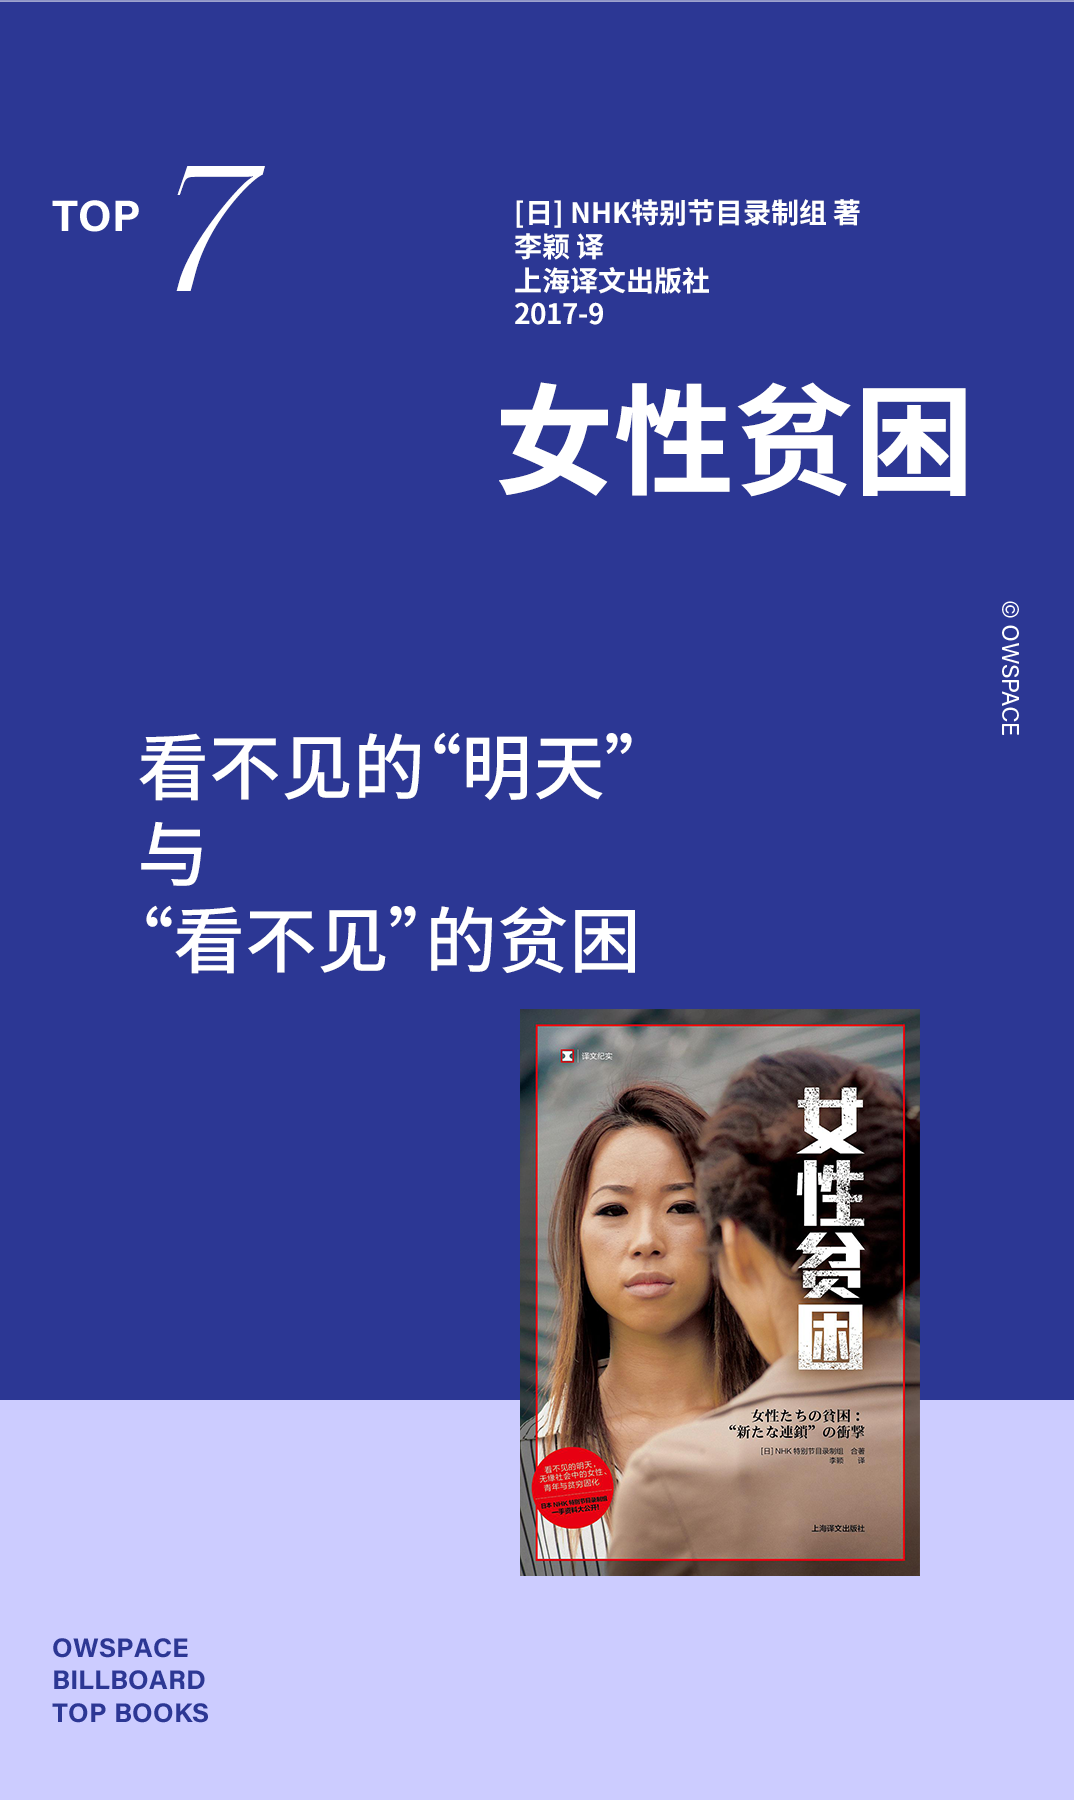 TOP 7
[日] NHK特别节目录制组 著
李颖 译
上海译文出版社
2017-9
女性贫困
© OWSPACE
看不见的“明天”
与
“看不见”的贫困
译文纪实
女性贫困
女性たちの貧困：
“新たな連鎖”の衝撃
[日] NHK 特别节目录制组 合著
李颖 译
看不见的明天、
无缘社会中的女性、
青年与贫穷固化
日本 NHK 特别节目录制组
一手资料大公开！
上海译文出版社
OWSPACE
BILLBOARD
TOP BOOKS